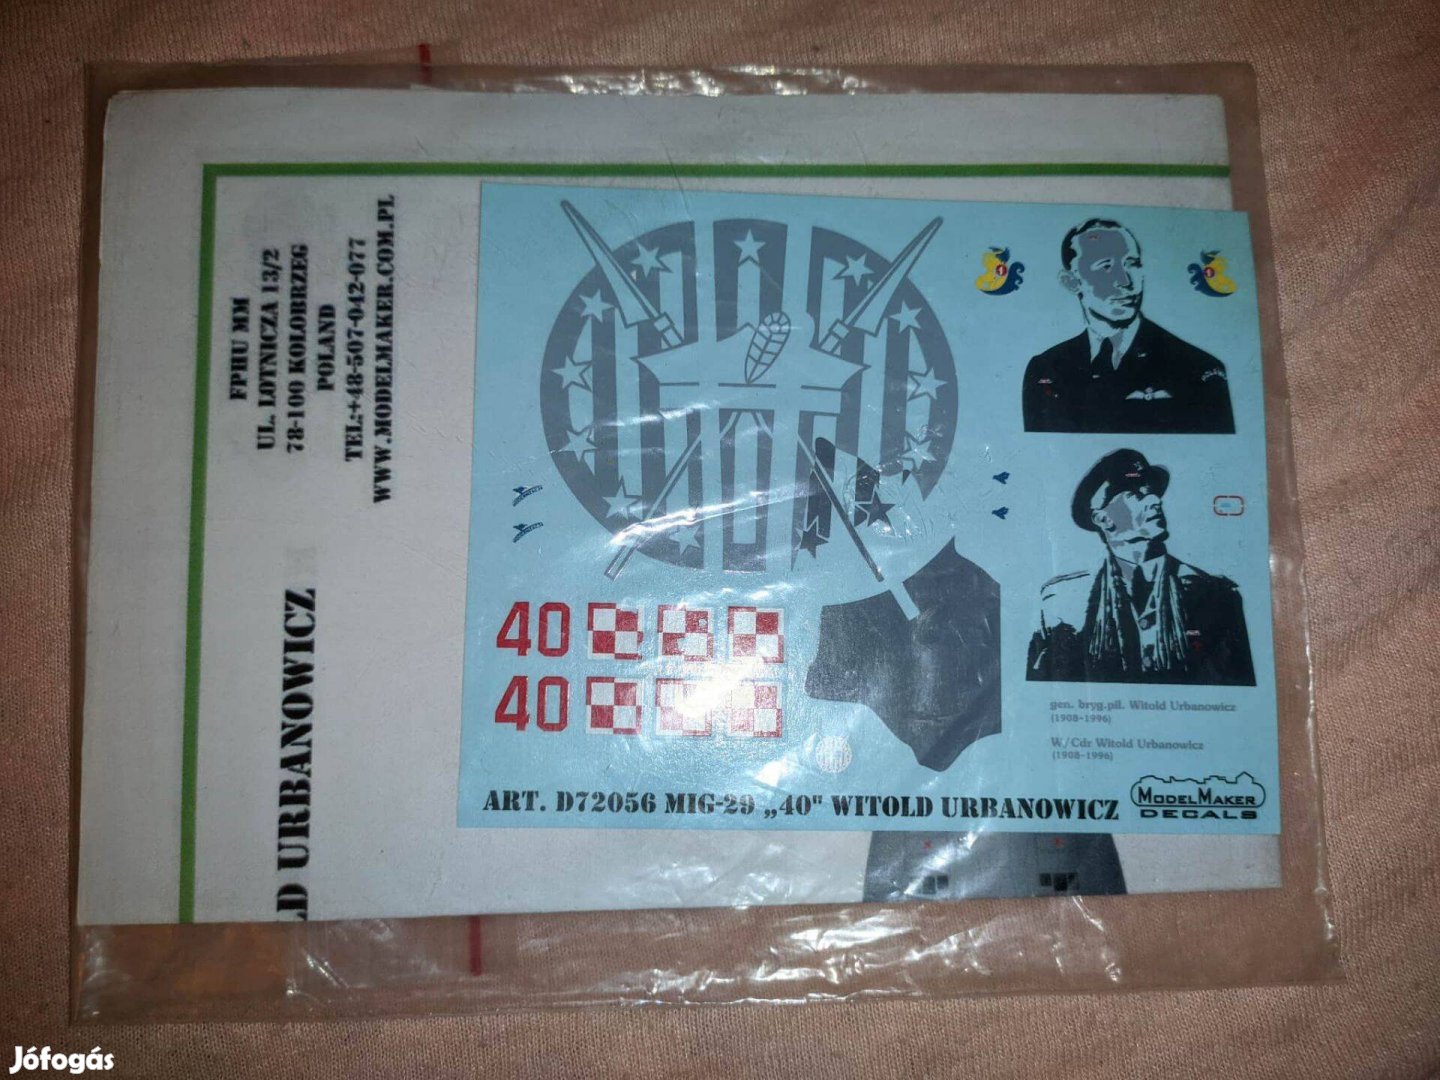 FPHU MM
UL. LOTNICZA 13/2
78-100 KOLOBRZEG
POLAND
TEL:+48-507-042-077
WWW.MODELMAKER.COM.PL
LD URBANOWICZ
40
40
gen. bryg.pil. Witold Urbanowicz
(1908-1996)
W./Cdr Witold Urbanowicz
(1908-1996)
ART. D72056 MIG-29 „40" WITOLD URBANOWICZ
MODELMAKER
DECALS
Jófogás